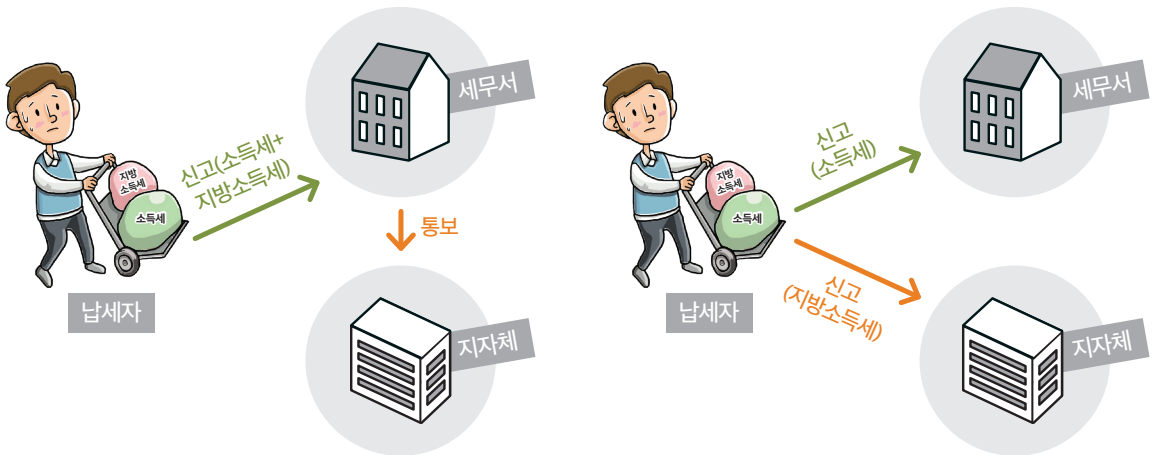 세무서
신고(소득세+
지방소득세)
지방
소득세
소득세
통보
납세자
지자체
세무서
신고
(소득세)
지방
소득세
소득세
신고
(지방소득세)
납세자
지자체